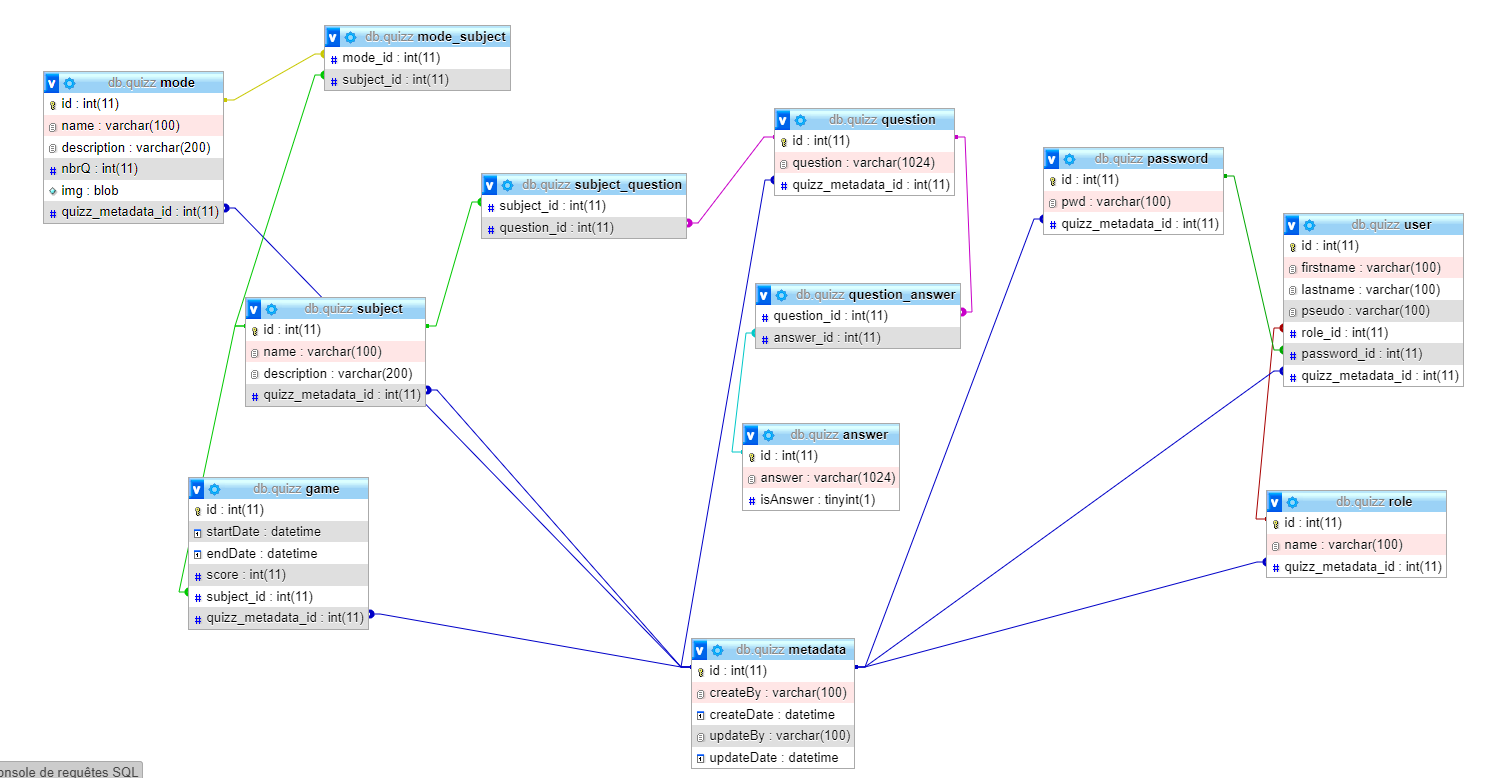 db.quizz mode_subject
mode_id : int(11)
subject_id : int(11)
db.quizz mode
id : int(11)
name : varchar(100)
description : varchar(200)
nbrQ : int(11)
img : blob
quizz_metadata_id : int(11)
db.quizz question
id : int(11)
question : varchar(1024)
quizz_metadata_id : int(11)
db.quizz password
id : int(11)
pwd : varchar(100)
quizz_metadata_id : int(11)
db.quizz subject_question
subject_id : int(11)
question_id : int(11)
db.quizz user
id : int(11)
firstname : varchar(100)
lastname : varchar(100)
pseudo : varchar(100)
role_id : int(11)
password_id : int(11)
quizz_metadata_id : int(11)
db.quizz subject
id : int(11)
name : varchar(100)
description : varchar(200)
quizz_metadata_id : int(11)
db.quizz question_answer
question_id : int(11)
answer_id : int(11)
db.quizz answer
id : int(11)
answer : varchar(1024)
isAnswer : tinyint(1)
db.quizz game
id : int(11)
startDate : datetime
endDate : datetime
score : int(11)
subject_id : int(11)
quizz_metadata_id : int(11)
db.quizz role
id : int(11)
name : varchar(100)
quizz_metadata_id : int(11)
db.quizz metadata
id : int(11)
createBy : varchar(100)
createDate : datetime
updateBy : varchar(100)
updateDate : datetime
onsole de requêtes SQL